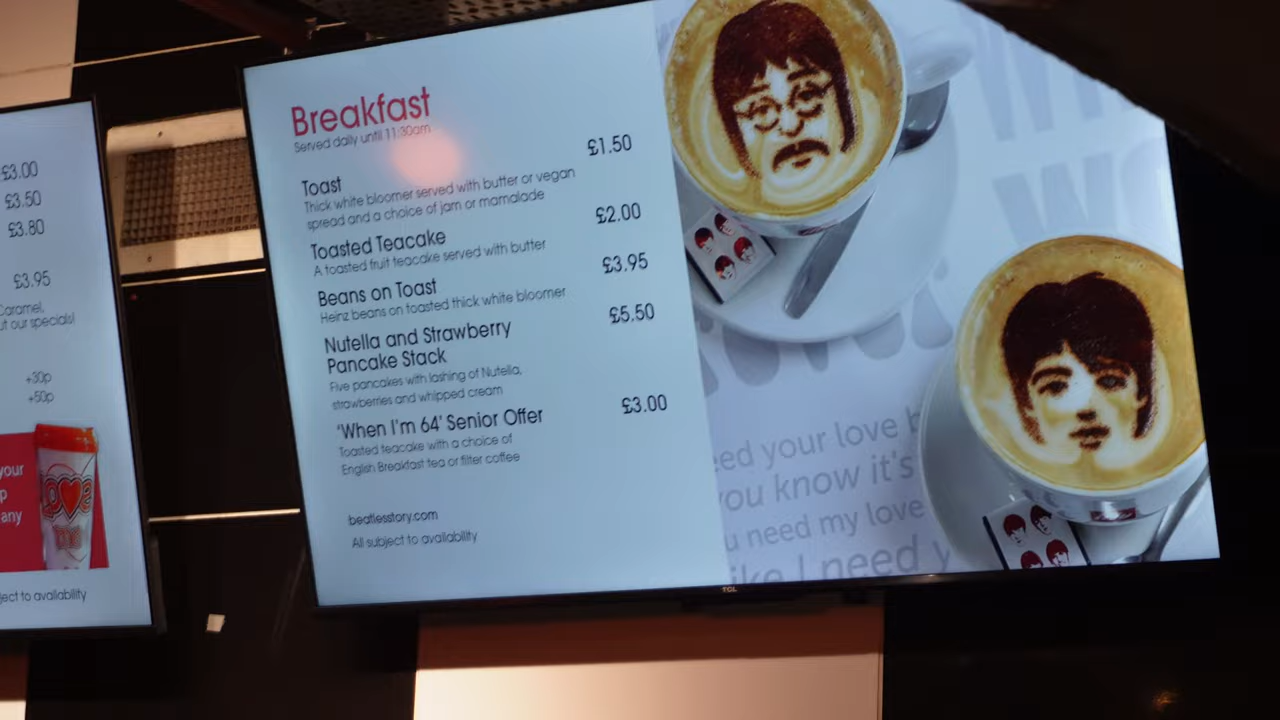 £3.00
£3.50
£3.80
£3.95
Caramel,
ut our specials!
+30p
+50p
your
any
ject to availability
Breakfast
Served daily until 11:30am
Toast £1.50
Thick white bloomer served with butter or vegan
spread and a choice of jam or mamalade
Toasted Teacake £2.00
A toasted fruit teacake served with butter
Beans on Toast £3.95
Heinz beans on toasted thick white bloomer
Nutella and Strawberry £5.50
Pancake Stack
Five pancakes with lashing of Nutella,
strawberries and whipped cream
'When I'm 64' Senior Offer £3.00
Toasted teacake with a choice of
English Breakfast tea or filter coffee
beatlesstory.com
All subject to availability
eed your love b
you know it's
u need my love
ike I need y
TCL